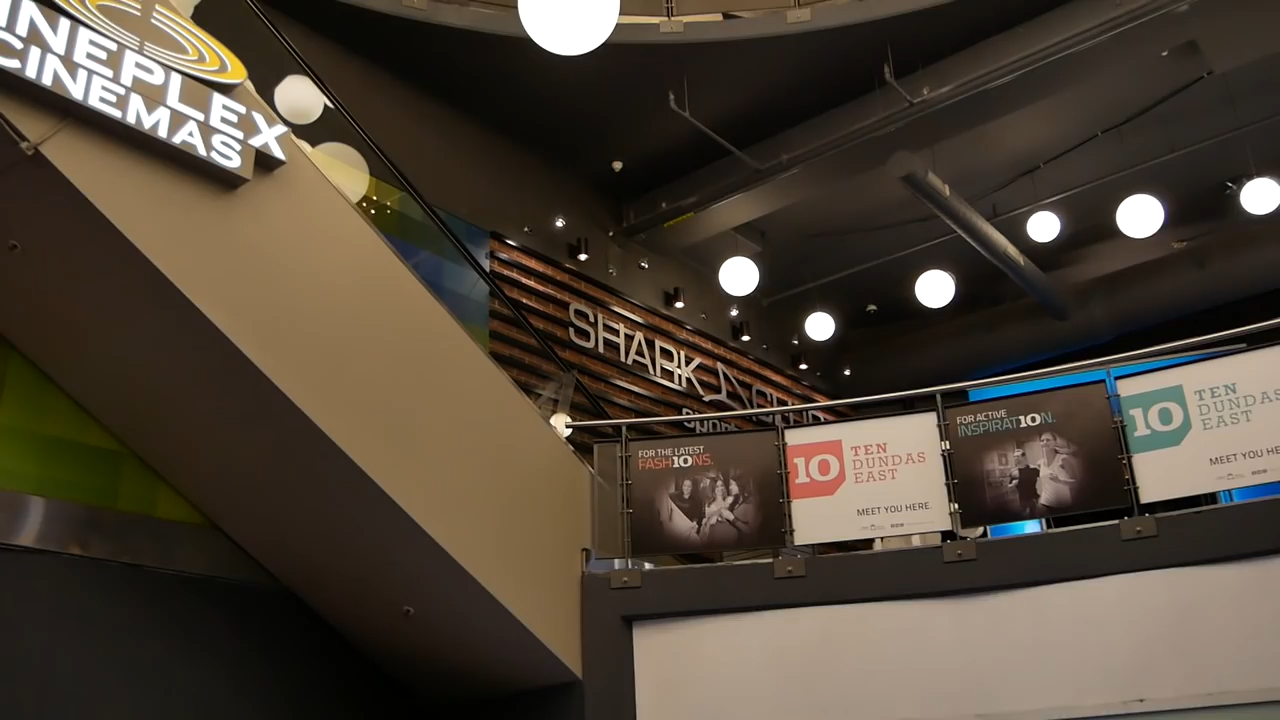 INEPLEX
CINEMAS
SHARK CLUB
FOR THE LATEST
FASH10NS.
10 TEN
DUNDAS
EAST
MEET YOU HERE.
FOR ACTIVE
INSPIRAT10N.
10 TEN
DUNDAS
EAST
MEET YOU HE